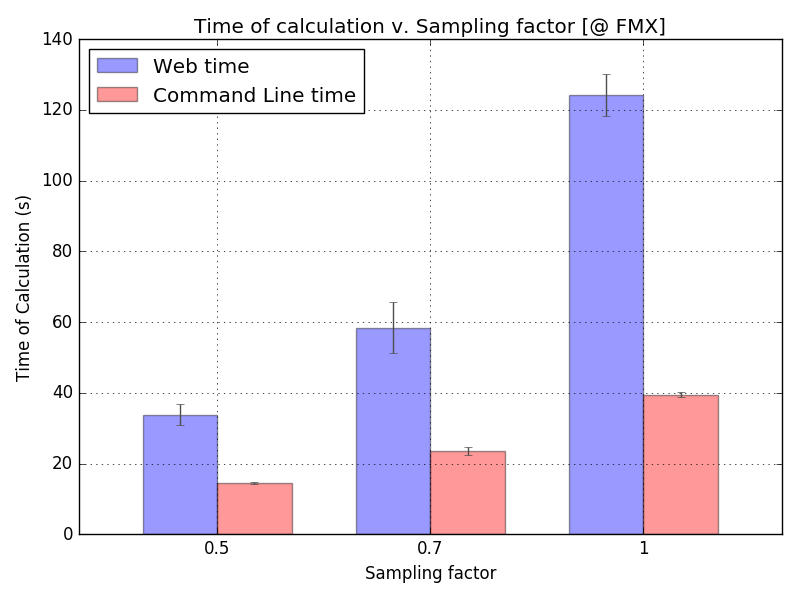 Time of calculation v. Sampling factor [@ FMX]
Web time
Command Line time
140
120
100
80
60
40
20
0
Time of Calculation (s)
0.5 0.7 1
Sampling factor